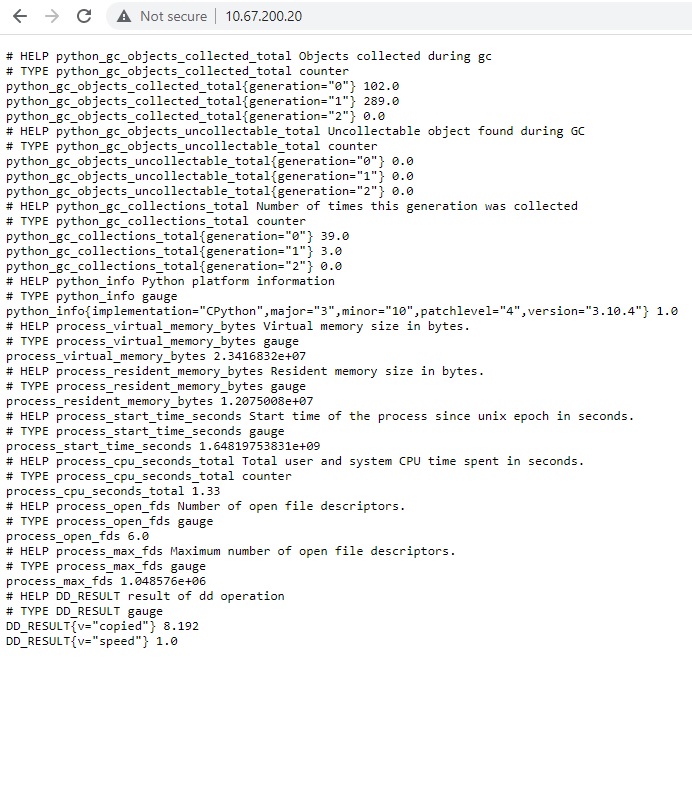 Not secure | 10.67.200.20
# HELP python_gc_objects_collected_total Objects collected during gc
# TYPE python_gc_objects_collected_total counter
python_gc_objects_collected_total{generation="0"} 102.0
python_gc_objects_collected_total{generation="1"} 289.0
python_gc_objects_collected_total{generation="2"} 0.0
# HELP python_gc_objects_uncollectable_total Uncollectable object found during GC
# TYPE python_gc_objects_uncollectable_total counter
python_gc_objects_uncollectable_total{generation="0"} 0.0
python_gc_objects_uncollectable_total{generation="1"} 0.0
python_gc_objects_uncollectable_total{generation="2"} 0.0
# HELP python_gc_collections_total Number of times this generation was collected
# TYPE python_gc_collections_total counter
python_gc_collections_total{generation="0"} 39.0
python_gc_collections_total{generation="1"} 3.0
python_gc_collections_total{generation="2"} 0.0
# HELP python_info Python platform information
# TYPE python_info gauge
python_info{implementation="CPython",major="3",minor="10",patchlevel="4",version="3.10.4"} 1.0
# HELP process_virtual_memory_bytes Virtual memory size in bytes.
# TYPE process_virtual_memory_bytes gauge
process_virtual_memory_bytes 2.3416832e+07
# HELP process_resident_memory_bytes Resident memory size in bytes.
# TYPE process_resident_memory_bytes gauge
process_resident_memory_bytes 1.2075008e+07
# HELP process_start_time_seconds Start time of the process since unix epoch in seconds.
# TYPE process_start_time_seconds gauge
process_start_time_seconds 1.64819753831e+09
# HELP process_cpu_seconds_total Total user and system CPU time spent in seconds.
# TYPE process_cpu_seconds_total counter
process_cpu_seconds_total 1.33
# HELP process_open_fds Number of open file descriptors.
# TYPE process_open_fds gauge
process_open_fds 6.0
# HELP process_max_fds Maximum number of open file descriptors.
# TYPE process_max_fds gauge
process_max_fds 1.048576e+06
# HELP DD_RESULT result of dd operation
# TYPE DD_RESULT gauge
DD_RESULT{v="copied"} 8.192
DD_RESULT{v="speed"} 1.0